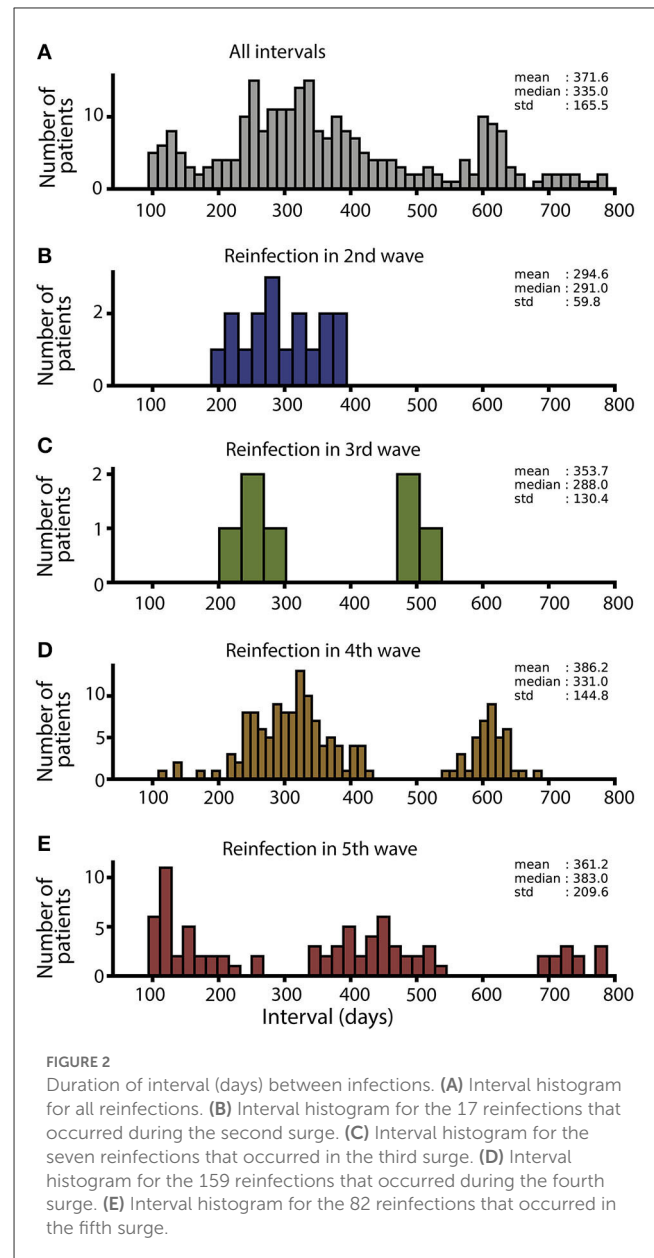 A
All intervals
mean : 371.6
median : 335.0
std : 165.5
Number of
patients
10
0
100 200 300 400 500 600 700 800
B
Reinfection in 2nd wave
mean : 294.6
median : 291.0
std : 59.8
Number of
patients
2
0
100 200 300 400 500 600 700 800
C
Reinfection in 3rd wave
mean : 353.7
median : 288.0
std : 130.4
Number of
patients
2
1
0
100 200 300 400 500 600 700 800
D
Reinfection in 4th wave
mean : 386.2
median : 331.0
std : 144.8
Number of
patients
10
5
0
100 200 300 400 500 600 700 800
E
Reinfection in 5th wave
mean : 361.2
median : 383.0
std : 209.6
Number of
patients
10
5
0
100 200 300 400 500 600 700 800
Interval (days)
FIGURE 2
Duration of interval (days) between infections. (A) Interval histogram
for all reinfections. (B) Interval histogram for the 17 reinfections that
occurred during the second surge. (C) Interval histogram for the
seven reinfections that occurred in the third surge. (D) Interval
histogram for the 159 reinfections that occurred during the fourth
surge. (E) Interval histogram for the 82 reinfections that occurred in
the fifth surge.